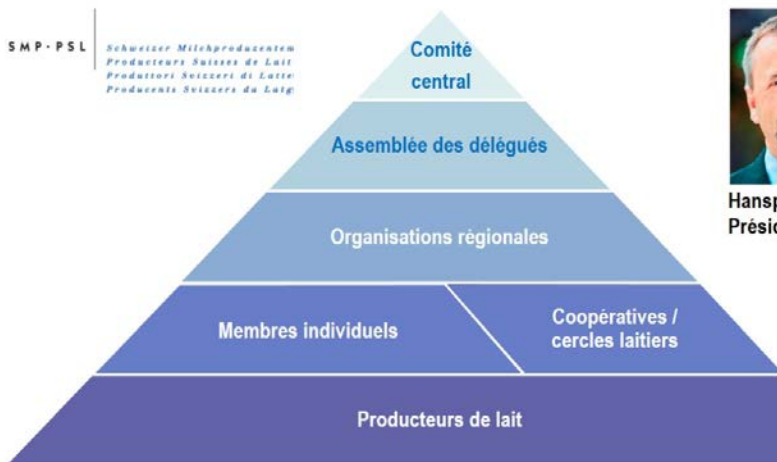 SMP·PSL
Schweizer Milchproduzenten
Producteurs Suisses de Lait
Produttori Svizzeri di Latte
Producents Svizzers da Latg
Comité
central
Assemblée des délégués
Hansp
Organisations régionales
Membres individuels
Coopératives /
cercles laitiers
Producteurs de lait